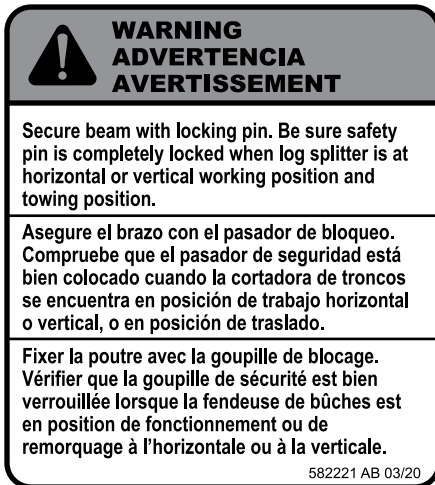 WARNING
ADVERTENCIA
AVERTISSEMENT
Secure beam with locking pin. Be sure safety
pin is completely locked when log splitter is at
horizontal or vertical working position and
towing position.
Asegure el brazo con el pasador de bloqueo.
Compruebe que el pasador de seguridad está
bien colocado cuando la cortadora de troncos
se encuentra en posición de trabajo horizontal
o vertical, o en posición de traslado.
Fixer la poutre avec la goupille de blocage.
Vérifier que la goupille de sécurité est bien
verrouillée lorsque la fendeuse de bûches est
en position de fonctionnement ou de
remorquage à l’horizontale ou à la verticale.
582221 AB 03/20